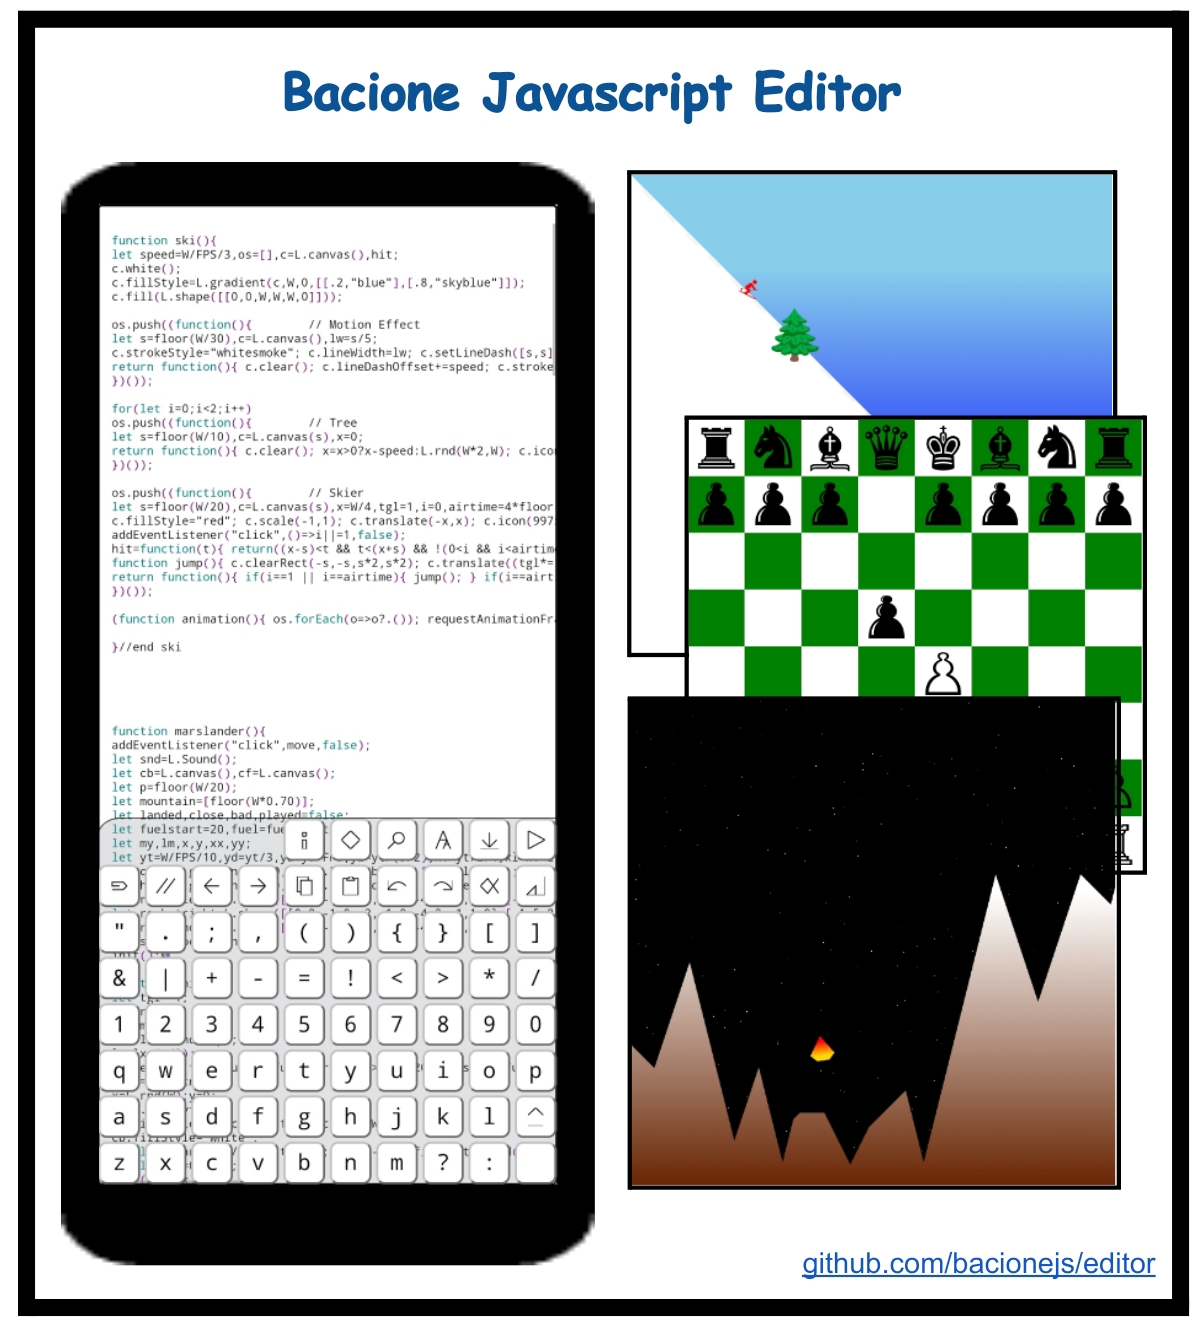 Bacione Javascript Editor
function ski(){
let speed=W/FPS/3,os=[],c=L.canvas(),hit;
c.white();
c.fillStyle=L.gradient(c,W,0,[[.2,"blue"],[.8,"skyblue"]]);
c.fill(L.shape([[0,0,W,W,W,0]]));
os.push((function(){ // Motion Effect
let s=floor(W/30),c=L.canvas(),lw=s/5;
c.strokeStyle="whitesmoke"; c.lineWidth=lw; c.setLineDash([s,s]
return function(){ c.clear(); c.lineDashOffset+=speed; c.stroke
})());
for(let i=0;i<2;i++)
os.push((function(){ // Tree
let s=floor(W/10),c=L.canvas(s),x=0;
return function(){ c.clear(); x=x>0?x-speed:L.rnd(W*2,W); c.ico
})());
os.push((function(){ // Skier
let s=floor(W/20),c=L.canvas(s),x=W/4,tgl=1,i=0,airtime=4*floor
c.fillStyle="red"; c.scale(-1,1); c.translate(-x,x); c.icon(997
addEventListener("click",()=>i||=1,false);
hit=function(t){ return((x-s)<t && t<(x+s) && !(0<i && i<airtim
function jump(){ c.clearRect(-s,-s,s*2,s*2); c.translate((tgl*=
return function(){ if(i==1 || i==airtime){ jump(); } if(i==airt
})());
(function animation(){ os.forEach(o=>o?.()); requestAnimationFr
}//end ski
function marslander(){
addEventListener("click",move,false);
let snd=L.Sound();
let cb=L.canvas(),cf=L.canvas();
let p=floor(W/20);
let mountain=[floor(W*0.70)];
let landed,close,bad,played=false;
let fuelstart=20,fuel=fue
let my,lm,x,y,xx,yy;
let yt=W/FPS/10,yd=yt/3,y
//
" . ; , ( ) { } [ ]
& | + - = ! < > * /
1 2 3 4 5 6 7 8 9 0
q w e r t y u i o p
a s d f g h j k l ^
z x c v b n m ? :
github.com/bacionejs/editor